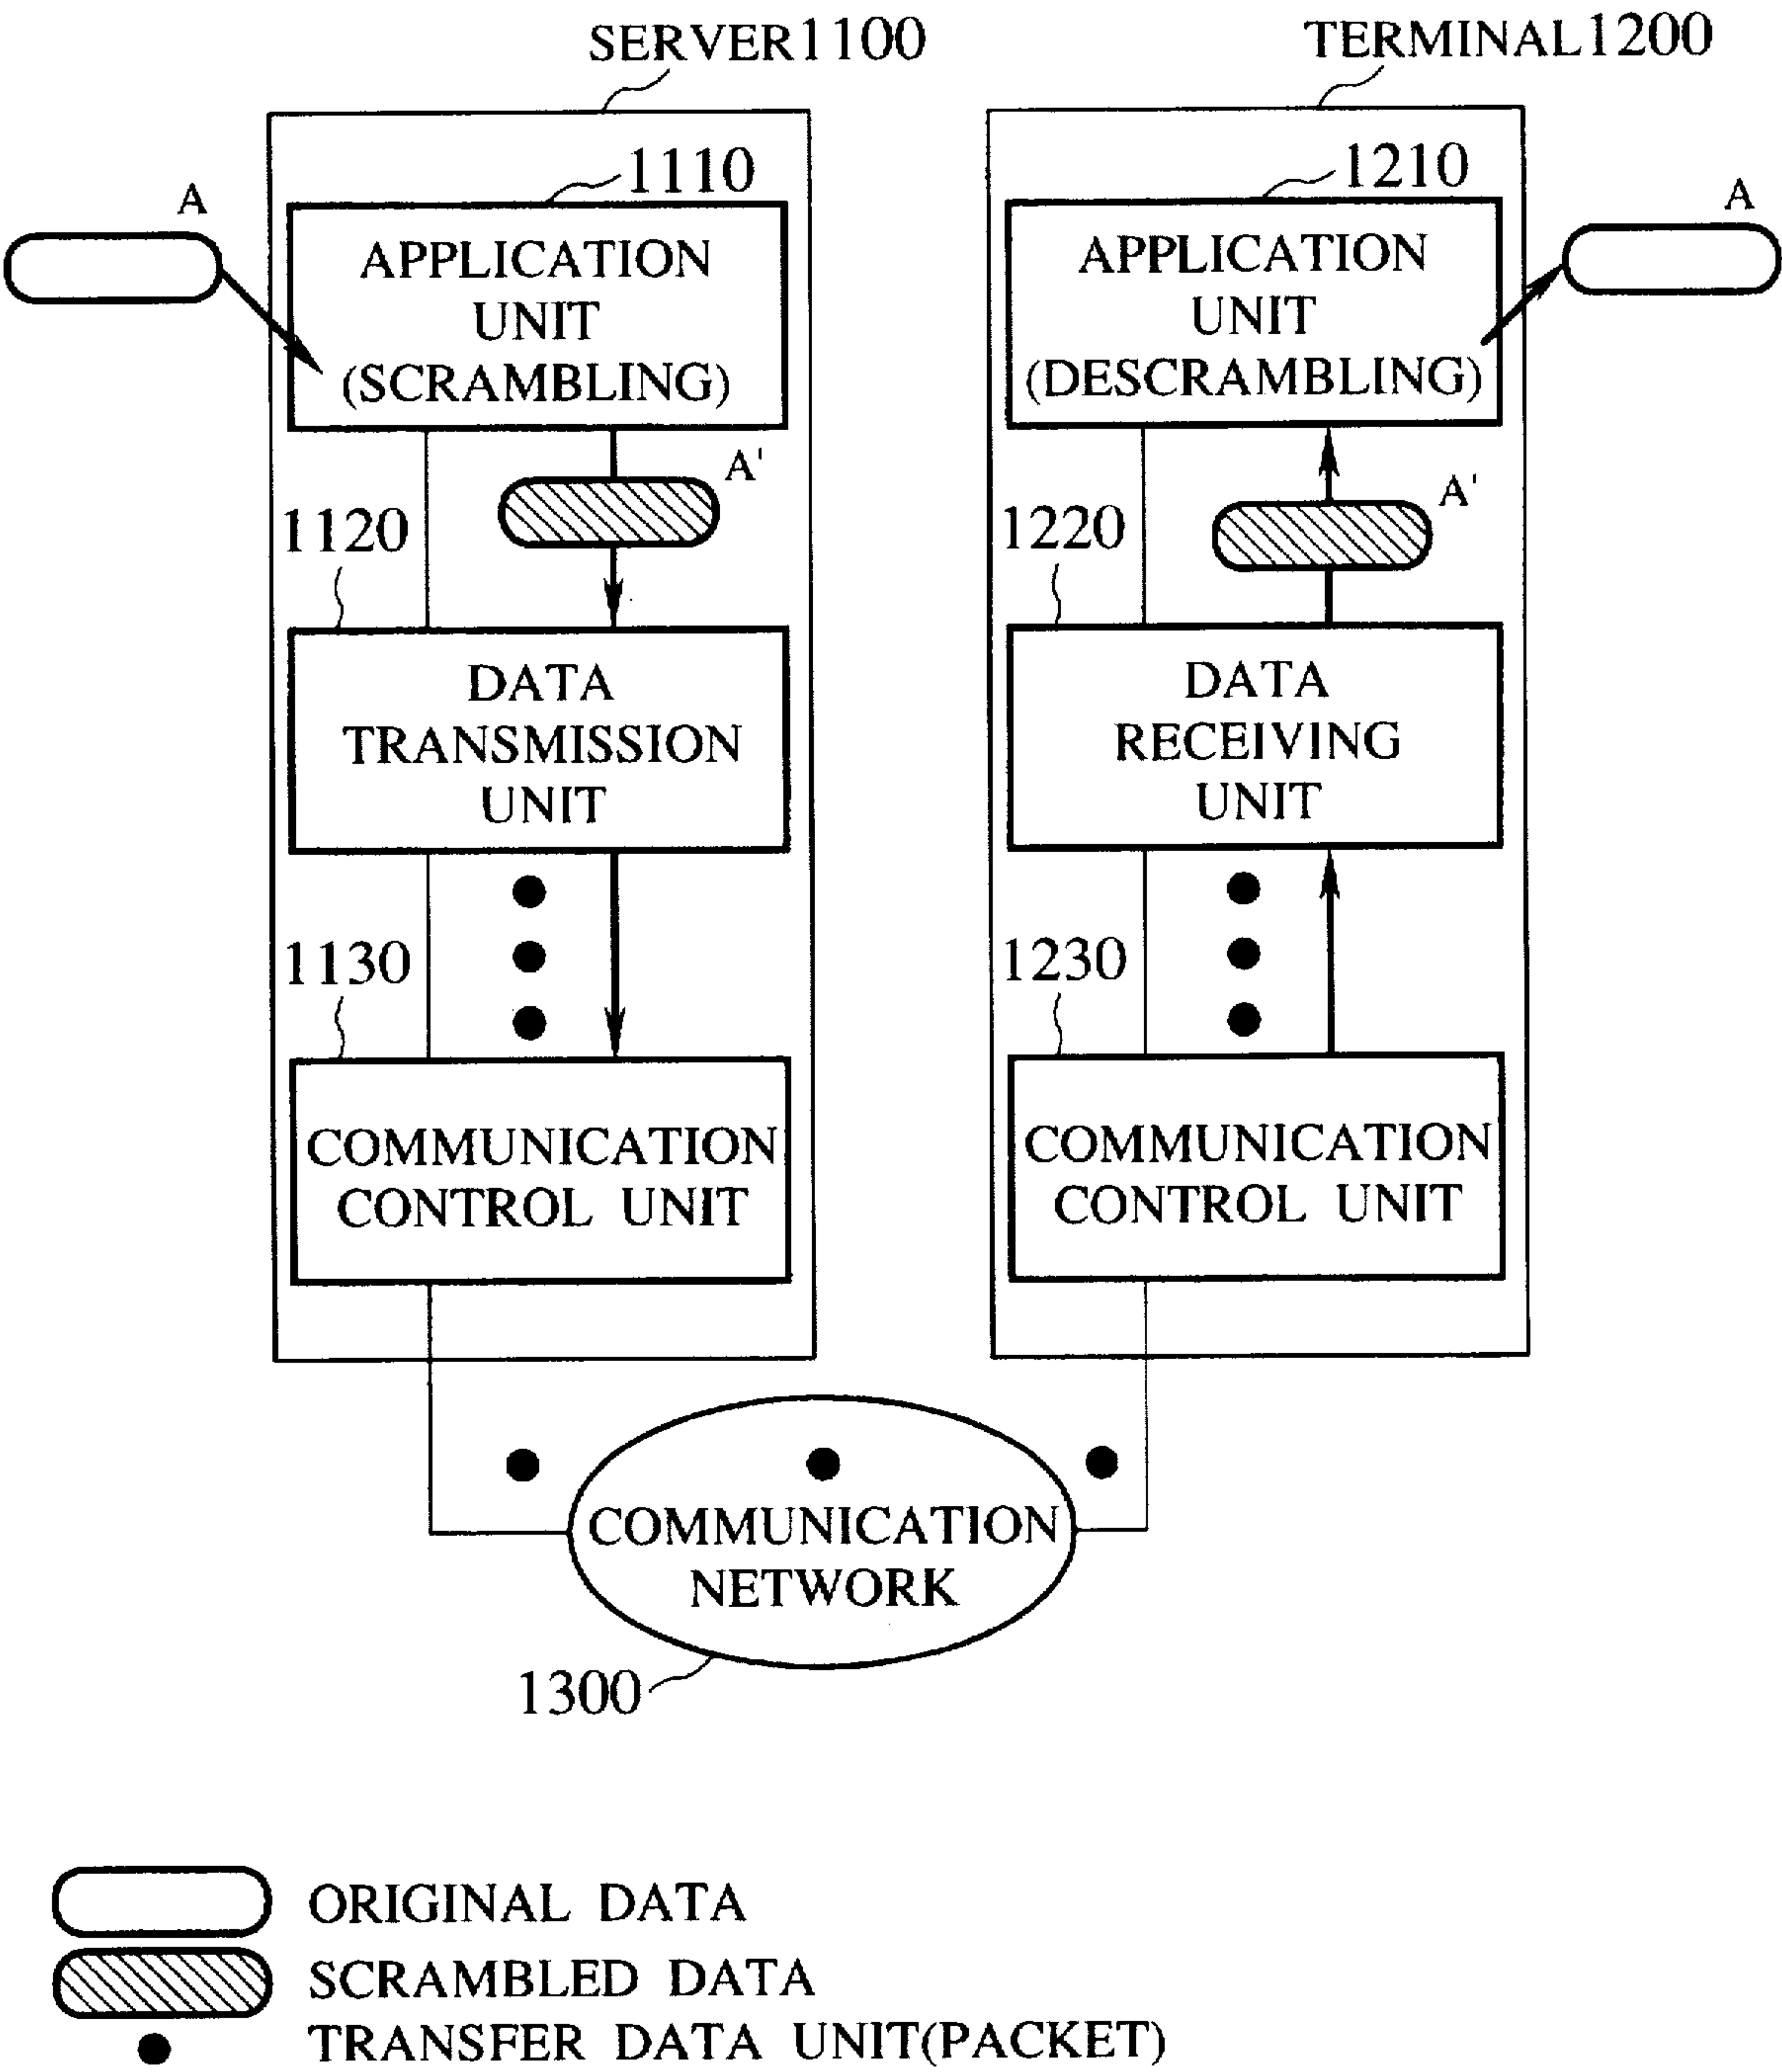 SERVER1100
TERMINAL1200
1110
1210
A
A
APPLICATION
UNIT
(SCRAMBLING)
APPLICATION
UNIT
(DESCRAMBLING)
A'
A'
1120
1220
DATA
TRANSMISSION
UNIT
DATA
RECEIVING
UNIT
1130
1230
COMMUNICATION
CONTROL UNIT
COMMUNICATION
CONTROL UNIT
COMMUNICATION
NETWORK
1300
ORIGINAL DATA
SCRAMBLED DATA
TRANSFER DATA UNIT(PACKET)